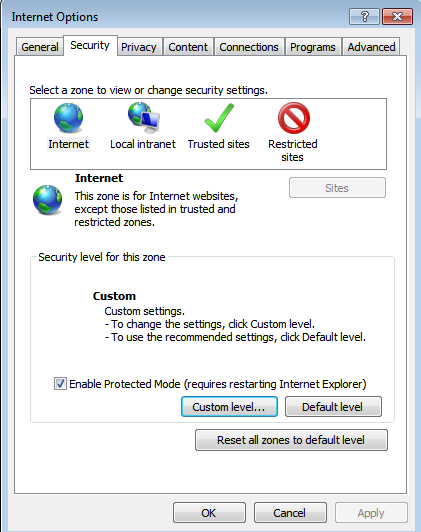 Internet Options
?
General Security Privacy Content Connections Programs Advanced
Select a zone to view or change security settings.
Internet Local intranet Trusted sites Restricted
sites
Internet
Sites
This zone is for Internet websites,
except those listed in trusted and
restricted zones.
Security level for this zone
Custom
Custom settings.
- To change the settings, click Custom level.
- To use the recommended settings, click Default level.
Enable Protected Mode (requires restarting Internet Explorer)
Custom level... Default level
Reset all zones to default level
OK Cancel Apply